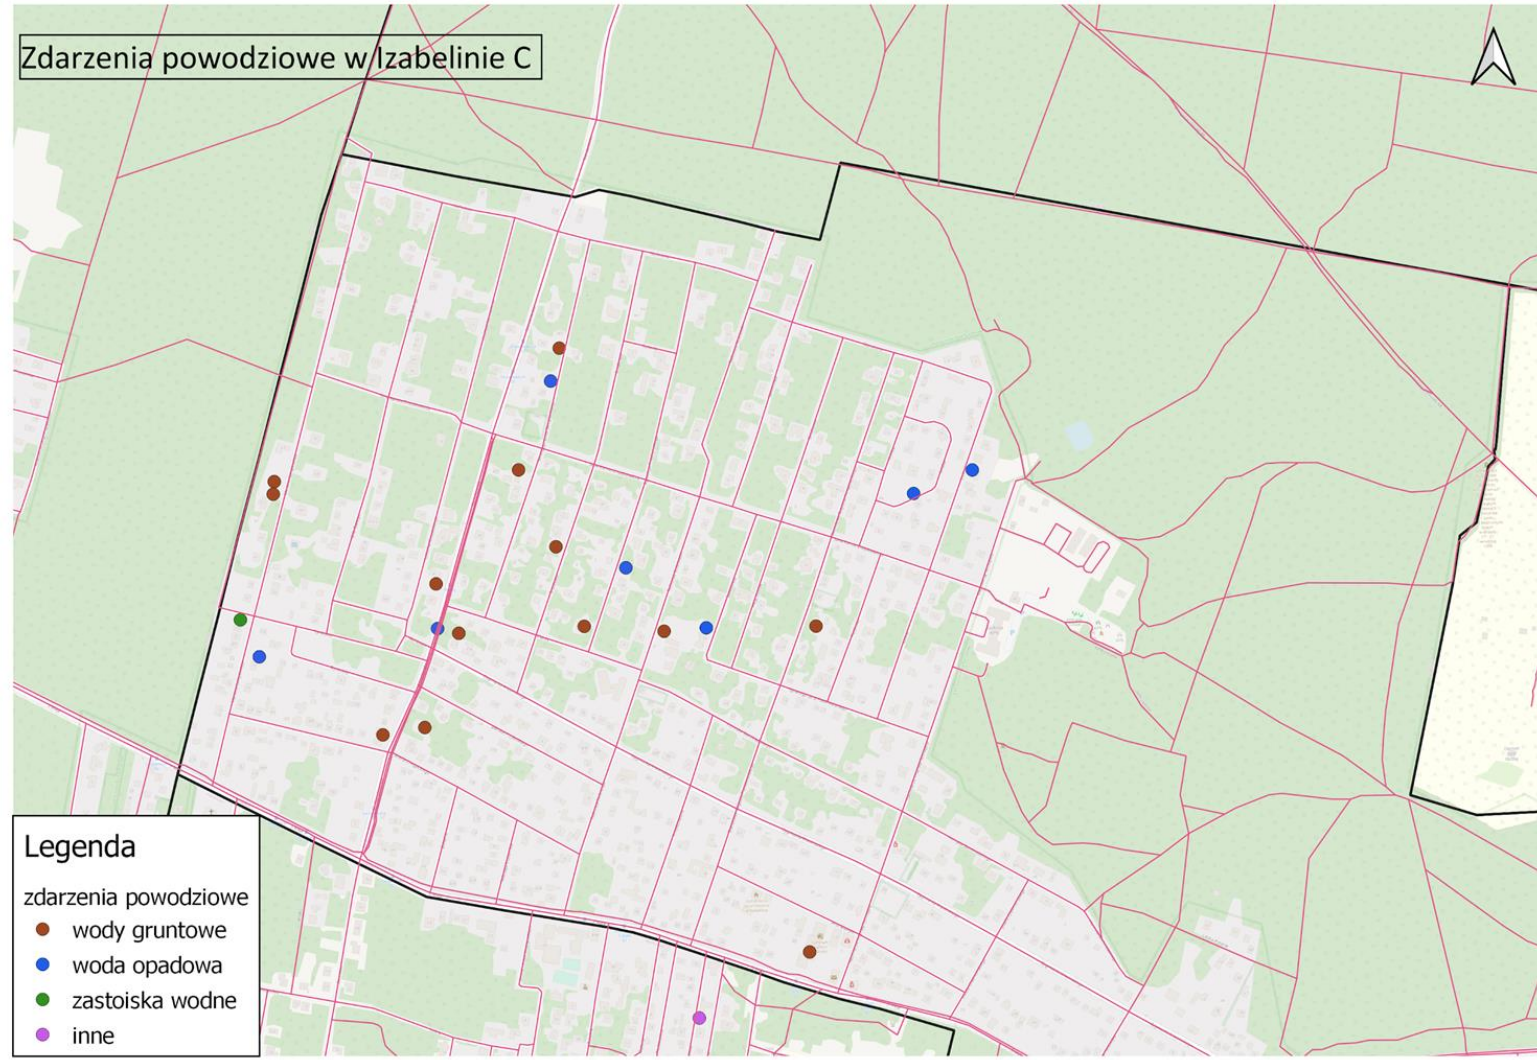 Zdarzenia powodziowe w Izabelinie C
Legenda
zdarzenia powodziowe
wody gruntowe
woda opadowa
zastoiska wodne
inne